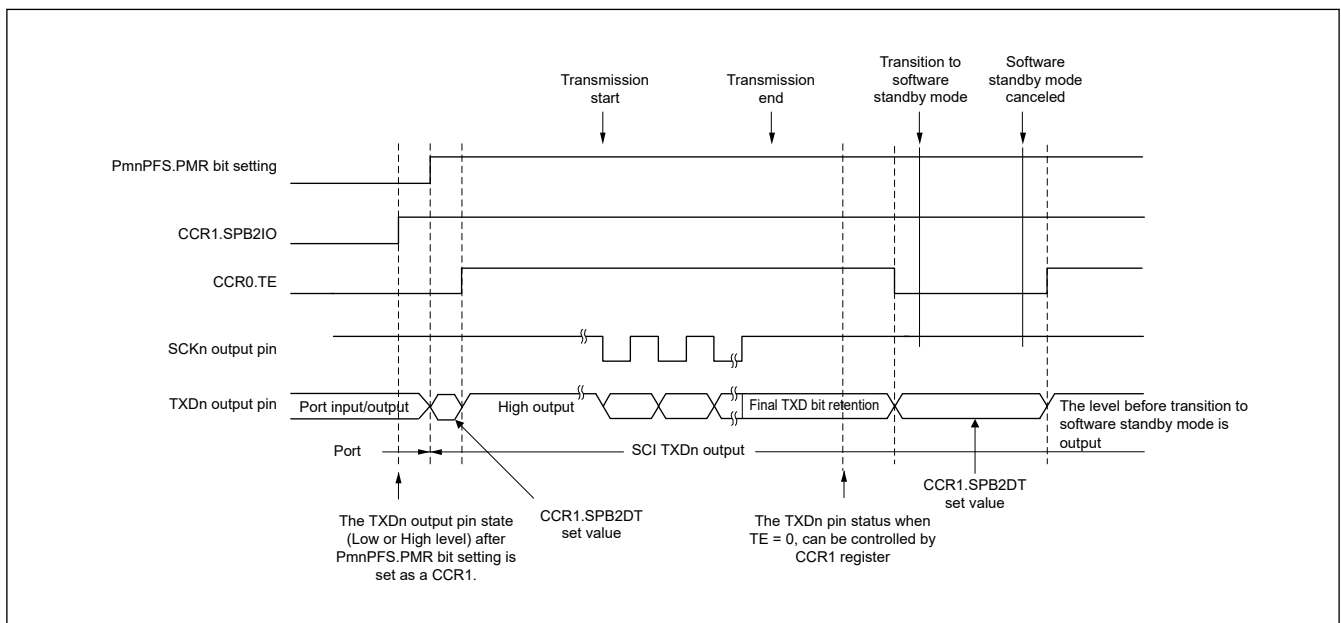 Transmission
start
Transmission
end
Transition to
software
standby mode
Software
standby mode
canceled
PmnPFS.PMR bit setting
CCR1.SPB2IO
CCR0.TE
SCKn output pin
TXDn output pin
Port input/output
High output
Final TXD bit retention
The level before transition to
software standby mode is
output
Port
SCI TXDn output
The TXDn output pin state
(Low or High level) after
PmnPFS.PMR bit setting is
set as a CCR1.
CCR1.SPB2DT
set value
The TXDn pin status when
TE = 0, can be controlled by
CCR1 register
CCR1.SPB2DT
set value